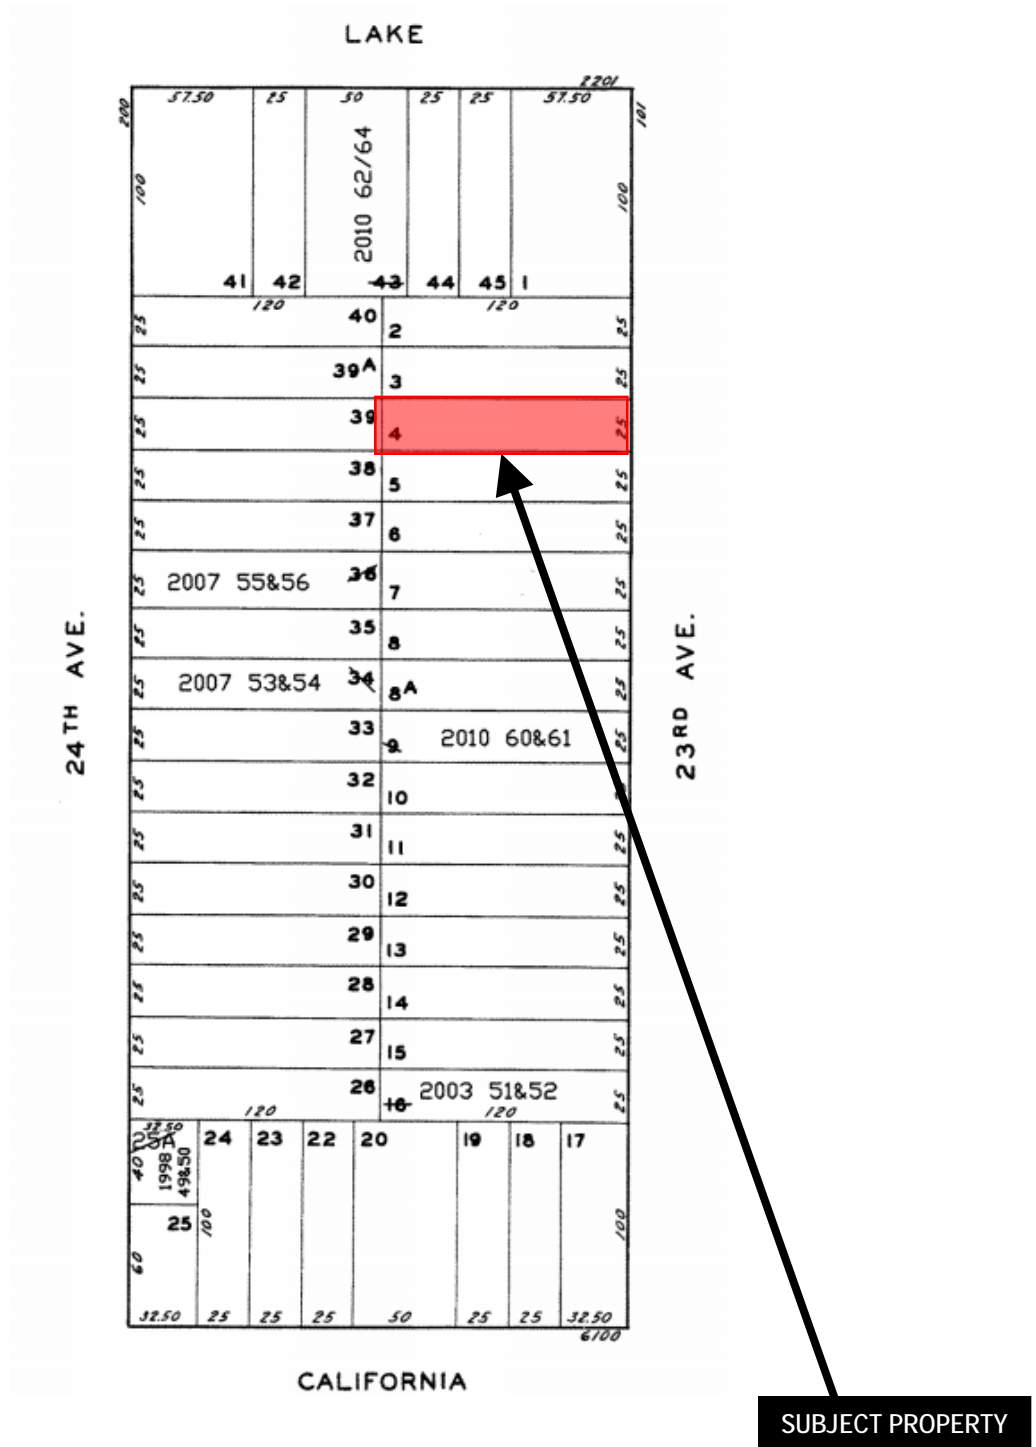 LAKE
2201
200 57.50 25 50 25 25 57.50 101
100 2010 62/64 100
41 42 43 44 45 1
120 120
25 40 2 25
25 39A 3 25
25 39 4 25
25 38 5 25
25 37 6 25
25 2007 55&56 36 7 25
25 35 8 25
25 2007 53&54 34 8A 25
25 33 9 2010 60&61 25
25 32 10 25
25 31 11 25
25 30 12 25
25 29 13 25
25 28 14 25
25 27 15 25
25 26 16 2003 51&52 25
120 120
24TH AVE.
23RD AVE.
32.50
25A 24 23 22 20 19 18 17
40 1998 49&50
25 100 100
60
32.50 25 25 25 50 25 25 32.50
6100
CALIFORNIA
SUBJECT PROPERTY